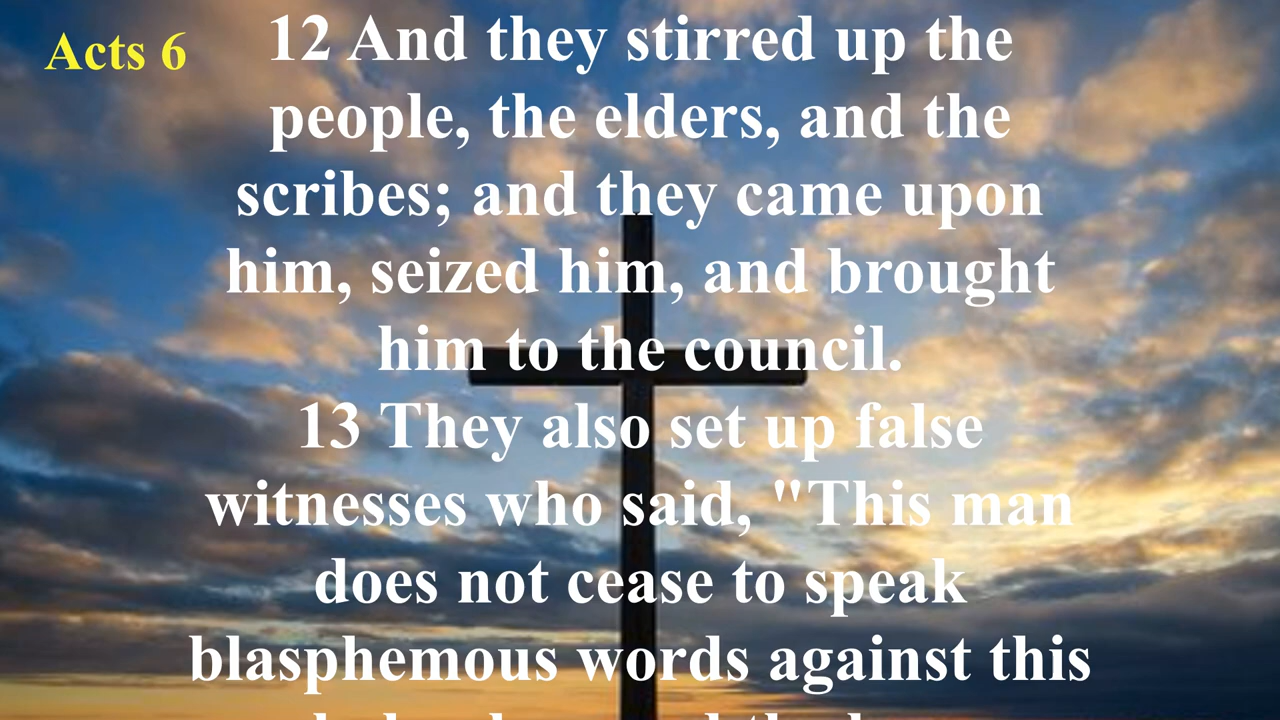 Acts 6
12 And they stirred up the
people, the elders, and the
scribes; and they came upon
him, seized him, and brought
him to the council.
13 They also set up false
witnesses who said, "This man
does not cease to speak
blasphemous words against this